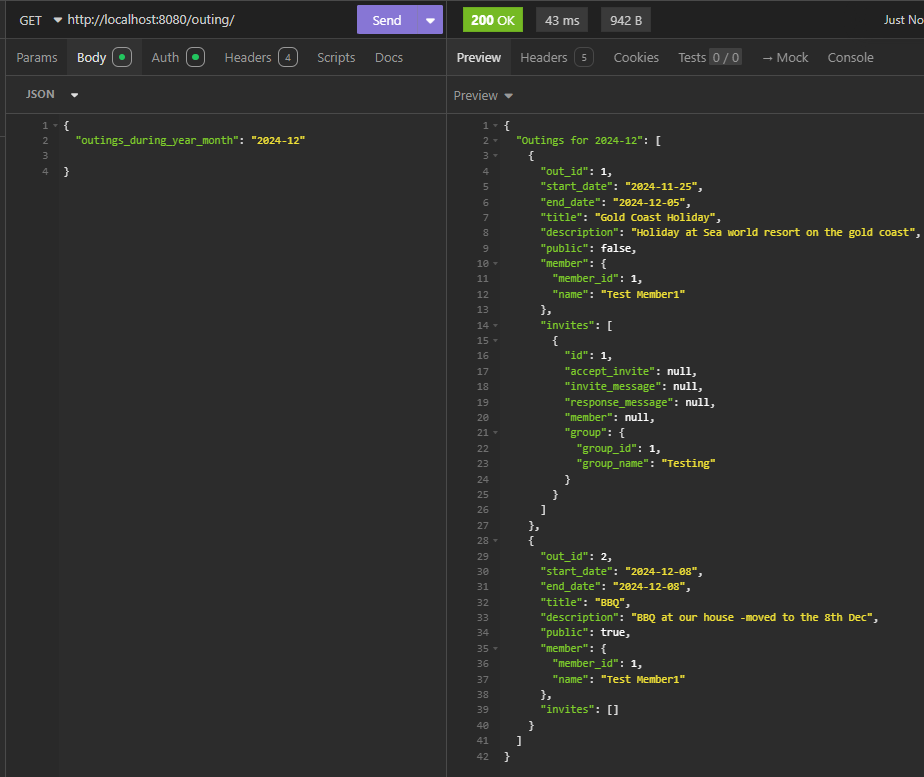 GET http://localhost:8080/outing/ Send
200 OK 43 ms 942 B Just No
Params Body Auth Headers 4 Scripts Docs
Preview Headers 5 Cookies Tests 0 / 0 → Mock Console
JSON
Preview
1 {
2 "outings_during_year_month": "2024-12"
3
4 }
1 {
2 "Outings for 2024-12": [
3 {
4 "out_id": 1,
5 "start_date": "2024-11-25",
6 "end_date": "2024-12-05",
7 "title": "Gold Coast Holiday",
8 "description": "Holiday at Sea world resort on the gold coast",
9 "public": false,
10 "member": {
11 "member_id": 1,
12 "name": "Test Member1"
13 },
14 "invites": [
15 {
16 "id": 1,
17 "accept_invite": null,
18 "invite_message": null,
19 "response_message": null,
20 "member": null,
21 "group": {
22 "group_id": 1,
23 "group_name": "Testing"
24 }
25 }
26 ]
27 },
28 {
29 "out_id": 2,
30 "start_date": "2024-12-08",
31 "end_date": "2024-12-08",
32 "title": "BBQ",
33 "description": "BBQ at our house -moved to the 8th Dec",
34 "public": true,
35 "member": {
36 "member_id": 1,
37 "name": "Test Member1"
38 },
39 "invites": []
40 }
41 ]
42 }